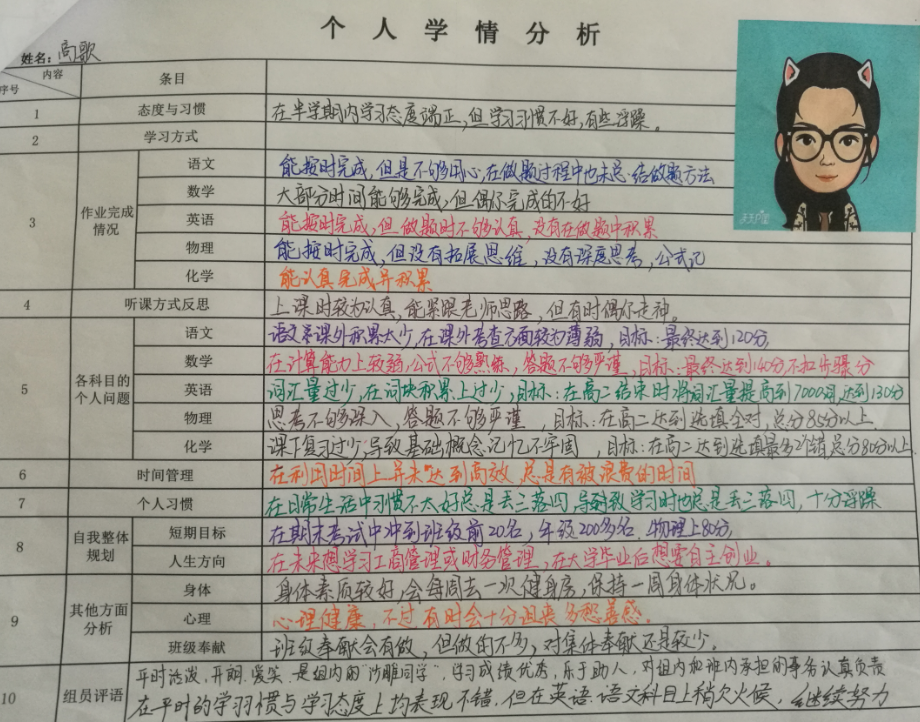 个人学情分析
姓名：高歌
内容
序号
条目
1 态度与习惯 在半学期内学习态度端正，但学习习惯不好，有些浮躁。
2 学习方式
3 作业完成情况
语文 能按时完成，但是不够用心，在做题过程中也未总结做题方法
数学 大部分时间能够完成，但偶尔完成的不好
英语 能按时完成，但做题时不够认真，没有在做题中积累
物理 能按时完成，但没有拓展思维，没有深度思考，公式记
化学 能认真完成并积累
4 听课方式反思 上课时较为认真，能紧跟老师思路，但有时偶尔走神。
5 各科目的个人问题
语文 语文课外积累太少，在课外考查方面较为薄弱，目标：最终达到120分，
数学 在计算能力上较弱，公式不够熟练，答题不够严谨，目标：最终达到140分不扣步骤分
英语 词汇量过少，在词块积累上过少，目标：在高二结束时将词汇量提高到7000词，达到130分
物理 思考不够深入，答题不够严谨，目标：在高二达到选填全对，总分85分以上
化学 课下复习过少，导致基础概念记忆不牢固，目标：在高二达到选填最多1个错，总分80分以上
6 时间管理 在利用时间上并未达到高效，总是有被浪费的时间
7 个人习惯 在日常生活中习惯不太好总是丢三落四，导致学习时也总是丢三落四，十分浮躁
8 自我整体规划
短期目标 在期末考试中冲到班级前20名，年级200多名，物理上80分，
人生方向 在未来想学习工商管理或财务管理，在大学毕业后想要自主创业。
9 其他方面分析
身体 身体素质较好，会每周去一次健身房，保持一周身体状况。
心理 心理健康，不过有时会十分沮丧多愁善感。
班级奉献 班级奉献会有做，但做的不多，对集体奉献还是较少。
10 组员评语 平时活泼、开朗、爱笑、是组内的"沙雕同学"，学习成绩优秀，乐于助人，对组内和班内承担的事务认真负责
在平时的学习惯与学习态度上均表现不错，但在英语、语文科目上稍欠火候，继续努力